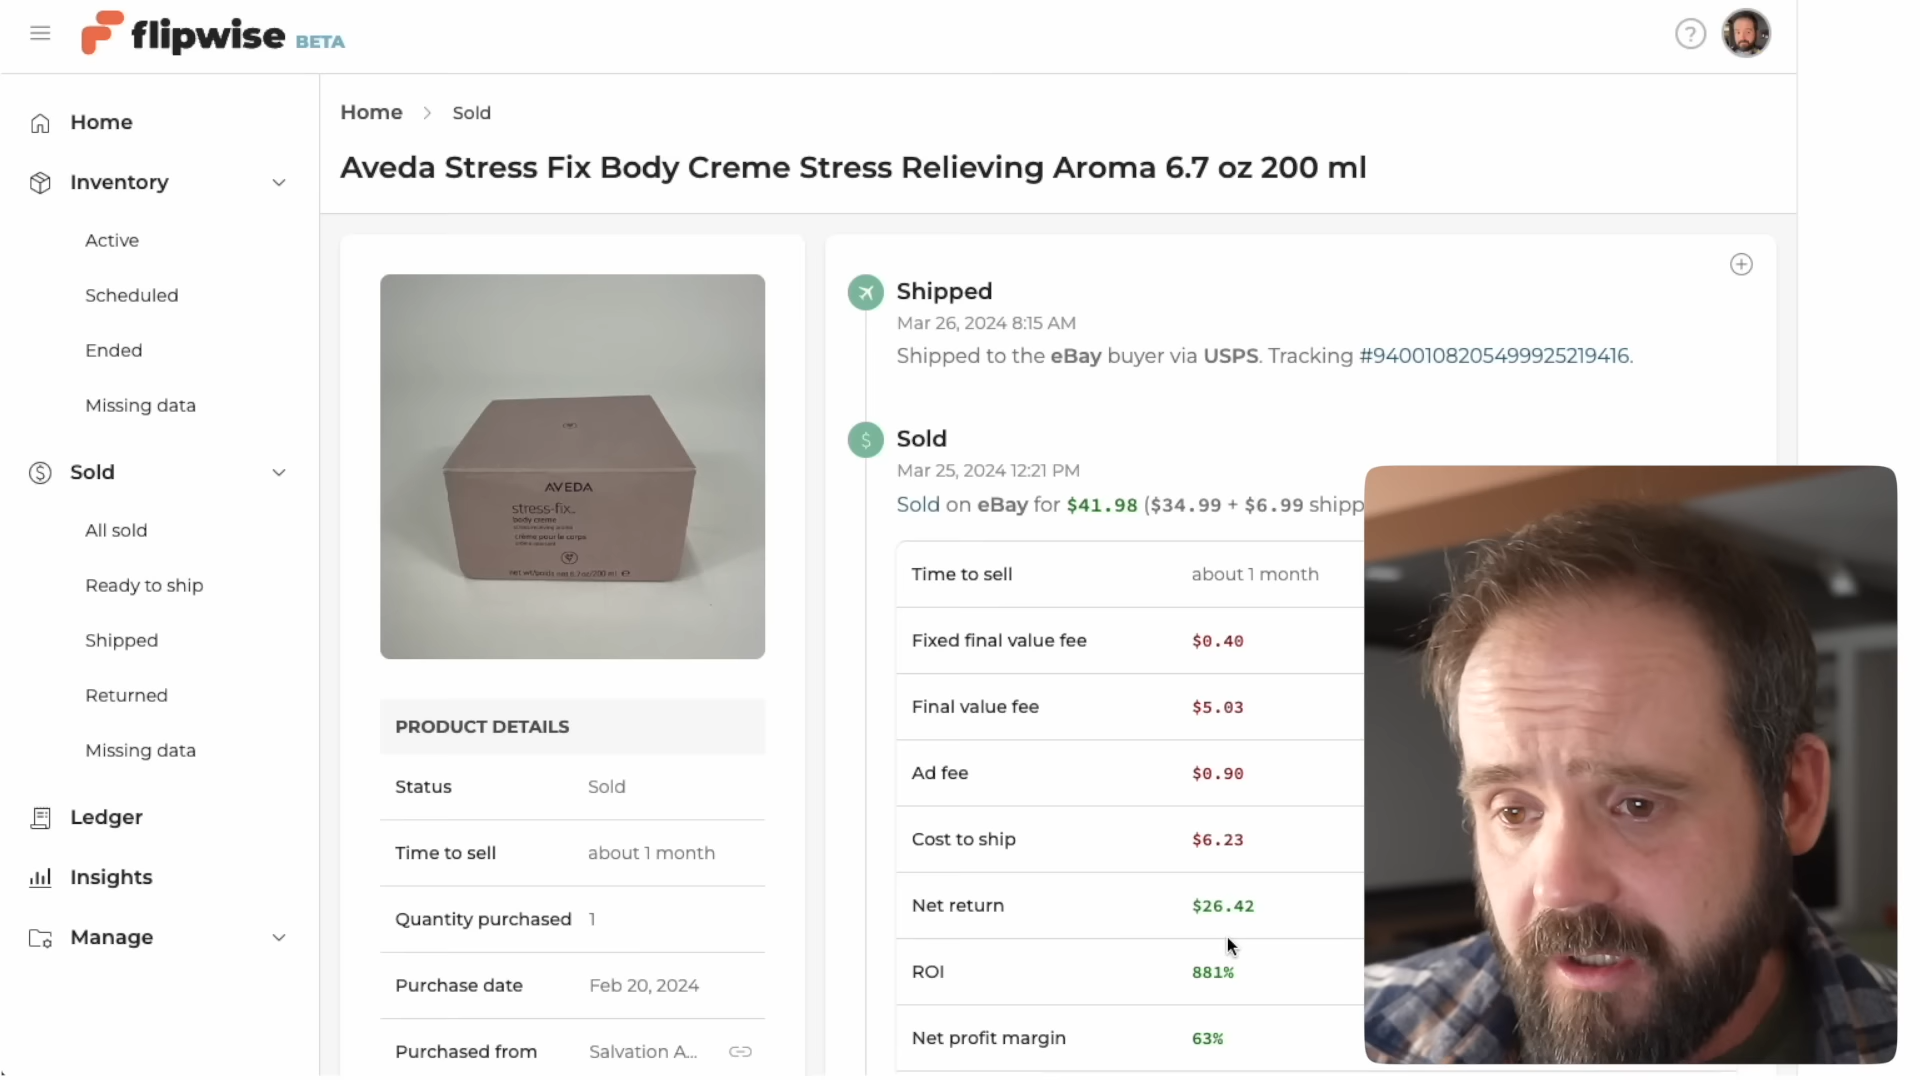 flipwise BETA
?
Home
Inventory
Active
Scheduled
Ended
Missing data
Sold
All sold
Ready to ship
Shipped
Returned
Missing data
Ledger
Insights
Manage
Home > Sold
Aveda Stress Fix Body Creme Stress Relieving Aroma 6.7 oz 200 ml
AVEDA
stress-fix
body creme
crème pour le corps
PRODUCT DETAILS
Status Sold
Time to sell about 1 month
Quantity purchased 1
Purchase date Feb 20, 2024
Purchased from Salvation A...
Shipped
Mar 26, 2024 8:15 AM
Shipped to the eBay buyer via USPS. Tracking #9400108205499925219416.
Sold
Mar 25, 2024 12:21 PM
Sold on eBay for $41.98 ($34.99 + $6.99 shipp
Time to sell about 1 month
Fixed final value fee $0.40
Final value fee $5.03
Ad fee $0.90
Cost to ship $6.23
Net return $26.42
ROI 881%
Net profit margin 63%